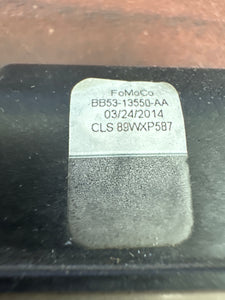 FoMoCo
BB53-13550-AA
03/24/2014
CLS 89WXP587